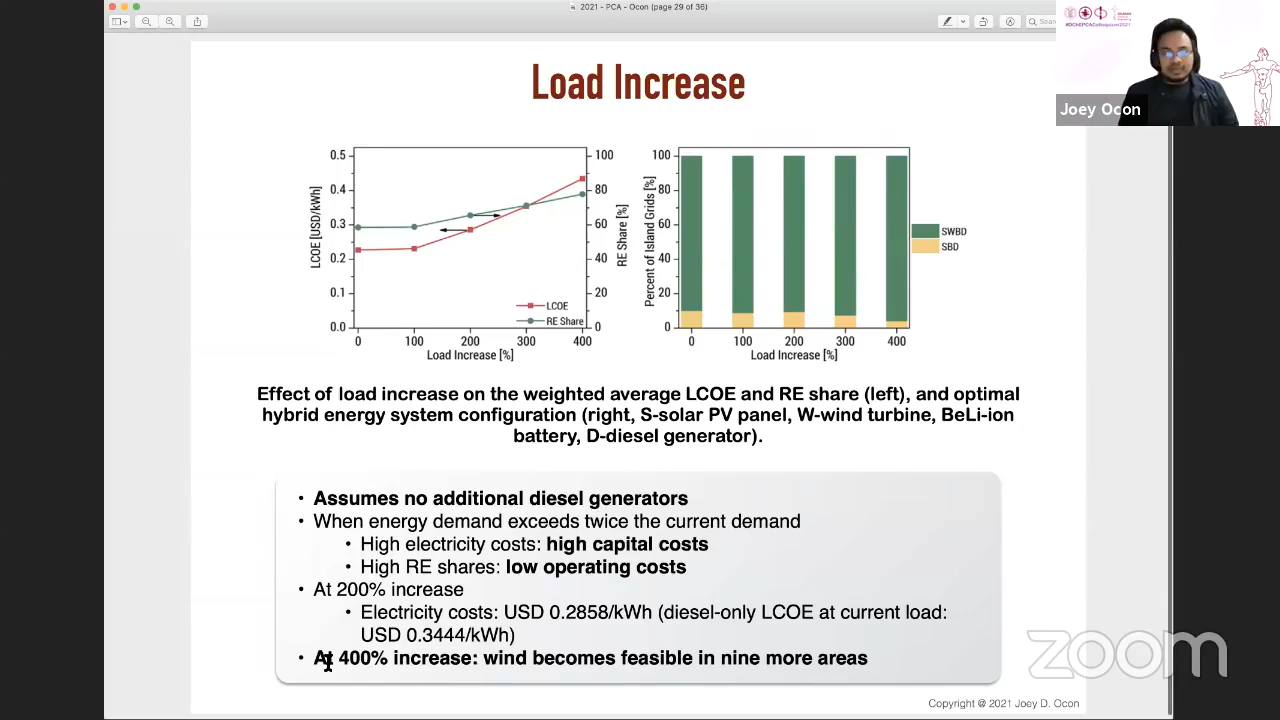 2021 - PCA - Ocon (page 29 of 36)
Sear
#DChEPCAColloquium2021
Joey Ocon
Load Increase
0.5
0.4
0.3
0.2
0.1
0.0
LCOE [USD/kWh]
100
80
60
40
20
0
RE Share [%]
LCOE
RE Share
0 100 200 300 400
Load Increase [%]
100
80
60
40
20
0
Percent of Island Grids [%]
SWBD
SBD
0 100 200 300 400
Load Increase [%]
Effect of load increase on the weighted average LCOE and RE share (left), and optimal
hybrid energy system configuration (right, S-solar PV panel, W-wind turbine, BeLi-ion
battery, D-diesel generator).
• Assumes no additional diesel generators
• When energy demand exceeds twice the current demand
• High electricity costs: high capital costs
• High RE shares: low operating costs
• At 200% increase
• Electricity costs: USD 0.2858/kWh (diesel-only LCOE at current load:
USD 0.3444/kWh)
• At 400% increase: wind becomes feasible in nine more areas
zoom
Copyright @ 2021 Joey D. Ocon